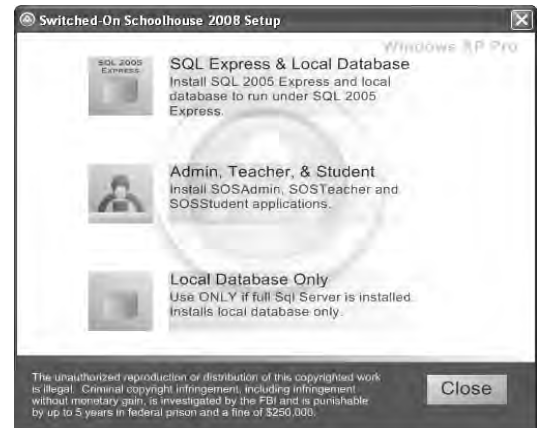 Switched-On Schoolhouse 2008 Setup
Windows XP Pro
SQL 2005
EXPRESS
SQL Express & Local Database
Install SQL 2005 Express and local
database to run under SQL 2005
Express.
Admin, Teacher, & Student
Install SOSAdmin, SOSTeacher and
SOSStudent applications.
Local Database Only
Use ONLY if full Sql Server is installed.
Installs local database only.
The unauthorized reproduction or distribution of this copyrighted work
is illegal. Criminal copyright infringement, including infringement
without monetary gain, is investigated by the FBI and is punishable
by up to 5 years in federal prison and a fine of $250,000.
Close